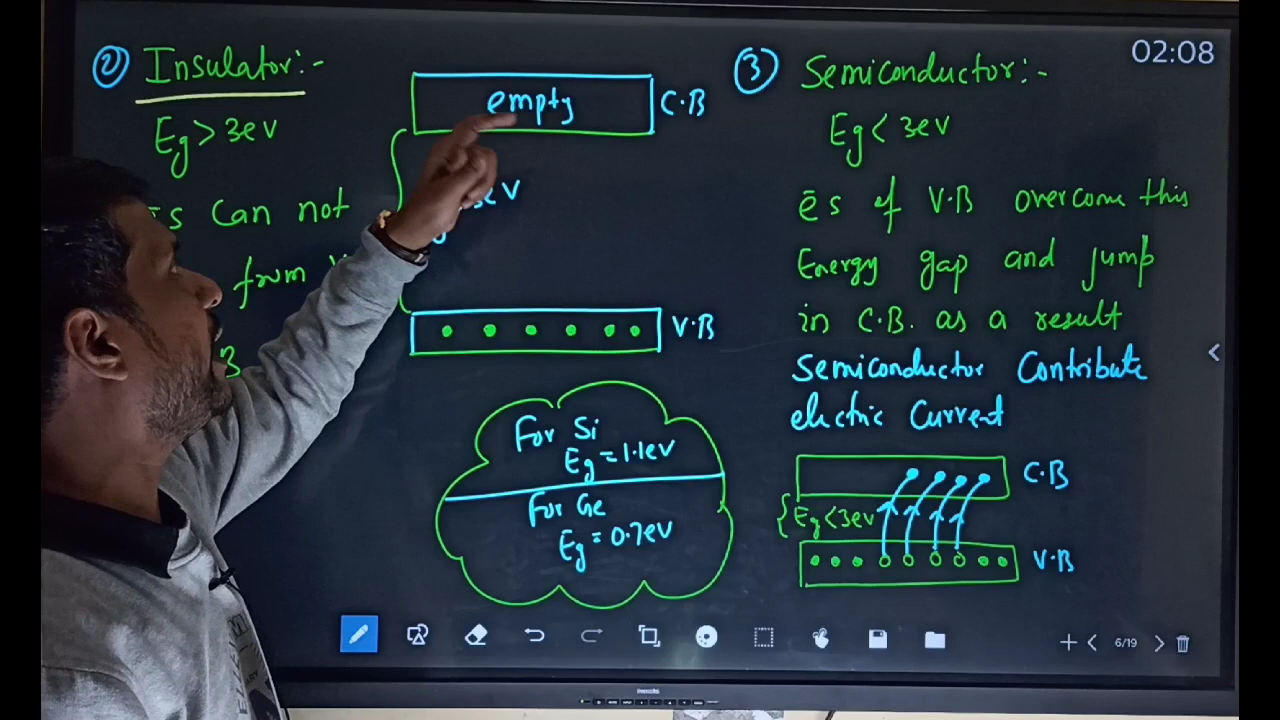 ② Insulator:-
Eg > 3ev
ēs can not
from
B
empty
C.B
V
V.B
For Si
Eg = 1.1ev
For Ge
Eg = 0.7ev
③ Semiconductor:-
Eg < 3ev
ēs of V.B overcome this
Energy gap and jump
in C.B. as a result
Semiconductor Contribute
electric Current
C.B
Eg < 3ev
V.B
02:08
6/19